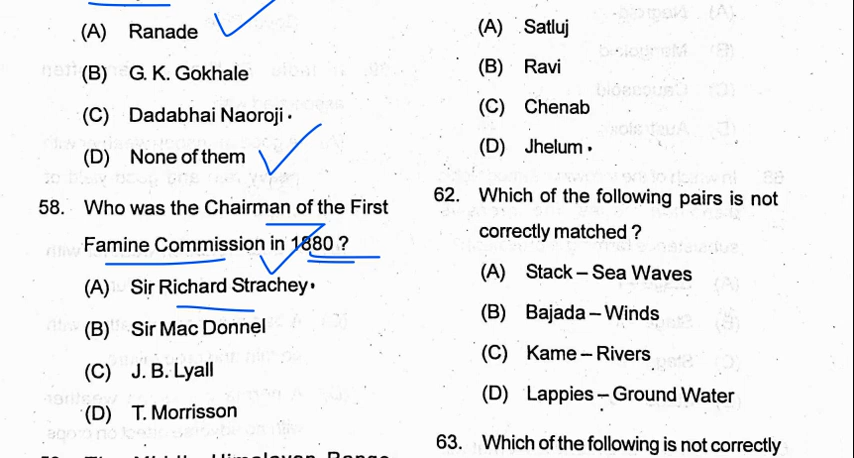 (A) Ranade
(B) G. K. Gokhale
(C) Dadabhai Naoroji
(D) None of them
58. Who was the Chairman of the First
Famine Commission in 1880 ?
(A) Sir Richard Strachey
(B) Sir Mac Donnel
(C) J. B. Lyall
(D) T. Morrisson
(A) Satluj
(B) Ravi
(C) Chenab
(D) Jhelum
62. Which of the following pairs is not
correctly matched ?
(A) Stack – Sea Waves
(B) Bajada – Winds
(C) Kame – Rivers
(D) Lappies – Ground Water
63. Which of the following is not correctly